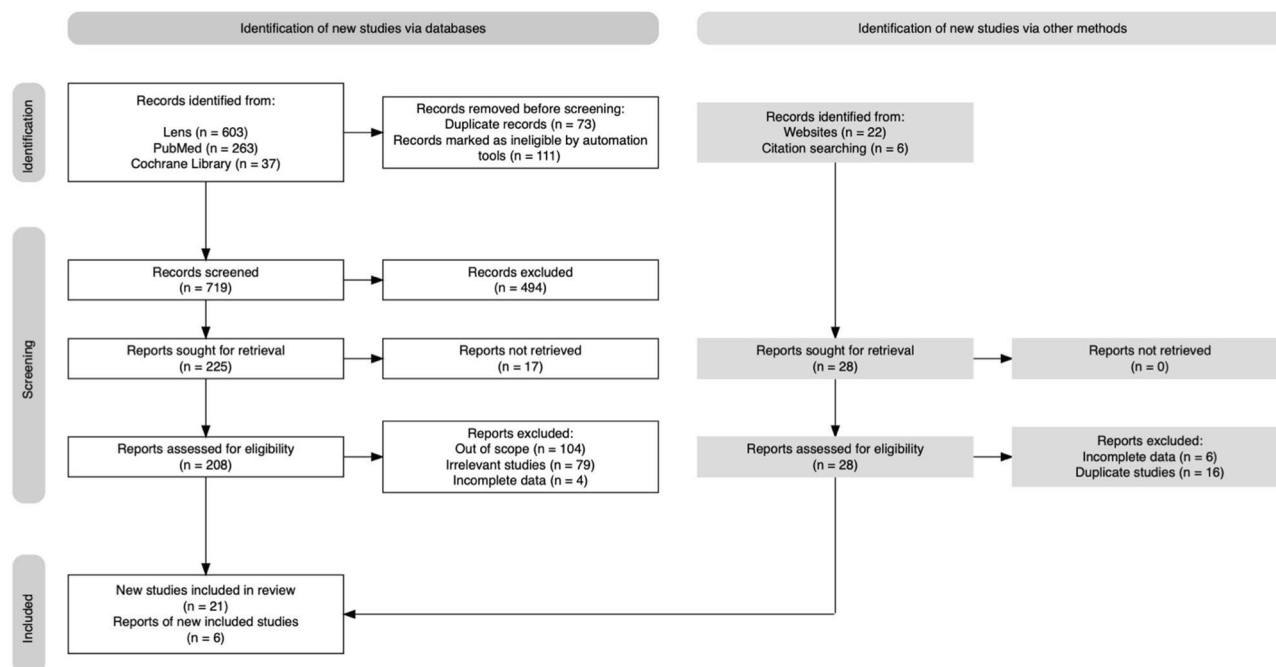 Identification of new studies via databases
Identification of new studies via other methods
Identification
Records identified from:
Lens (n = 603)
PubMed (n = 263)
Cochrane Library (n = 37)
Records removed before screening:
Duplicate records (n = 73)
Records marked as ineligible by automation
tools (n = 111)
Records identified from:
Websites (n = 22)
Citation searching (n = 6)
Screening
Records screened
(n = 719)
Records excluded
(n = 494)
Reports sought for retrieval
(n = 225)
Reports not retrieved
(n = 17)
Reports sought for retrieval
(n = 28)
Reports not retrieved
(n = 0)
Reports assessed for eligibility
(n = 208)
Reports excluded:
Out of scope (n = 104)
Irrelevant studies (n = 79)
Incomplete data (n = 4)
Reports assessed for eligibility
(n = 28)
Reports excluded:
Incomplete data (n = 6)
Duplicate studies (n = 16)
Included
New studies included in review
(n = 21)
Reports of new included studies
(n = 6)